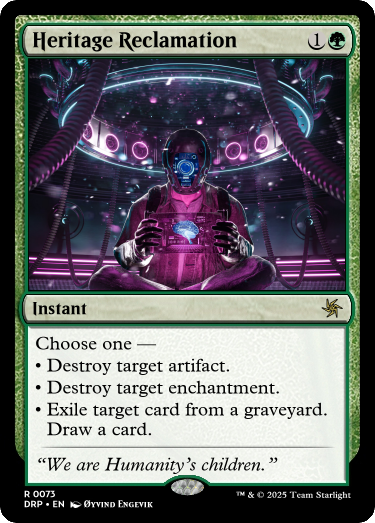 Heritage Reclamation 1
Instant
Choose one —
• Destroy target artifact.
• Destroy target enchantment.
• Exile target card from a graveyard.
Draw a card.
“We are Humanity’s children.”
R 0073
DRP • EN Øyvind Engevik
™ & © 2025 Team Starlight